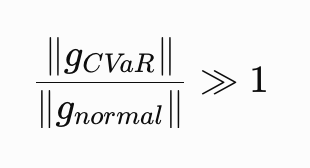 ‖g_{CVaR}‖ / ‖g_{normal}‖ ≫ 1